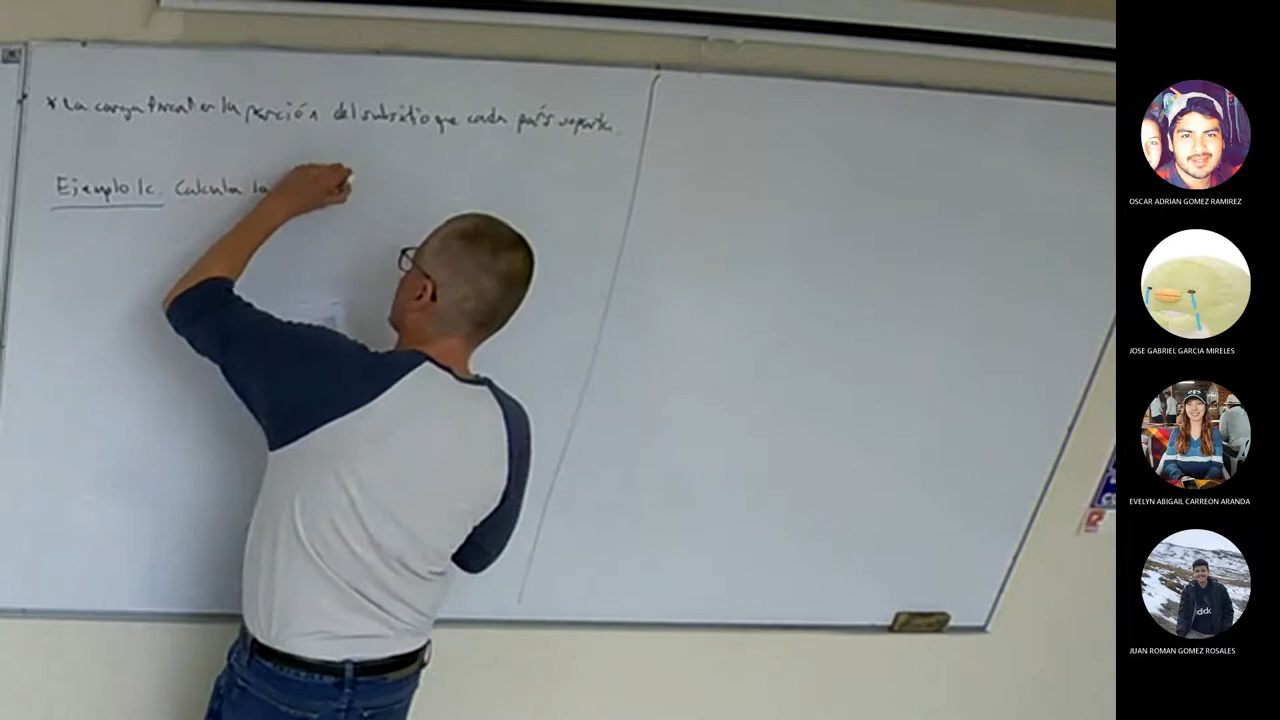 * La carga fiscal es la porción del subsidio que cada país soporta.
Ejemplo 1c. Calcula la
OSCAR ADRIAN GOMEZ RAMIREZ
JOSE GABRIEL GARCIA MIRELES
EVELYN ABIGAIL CARREON ARANDA
JUAN ROMAN GOMEZ ROSALES